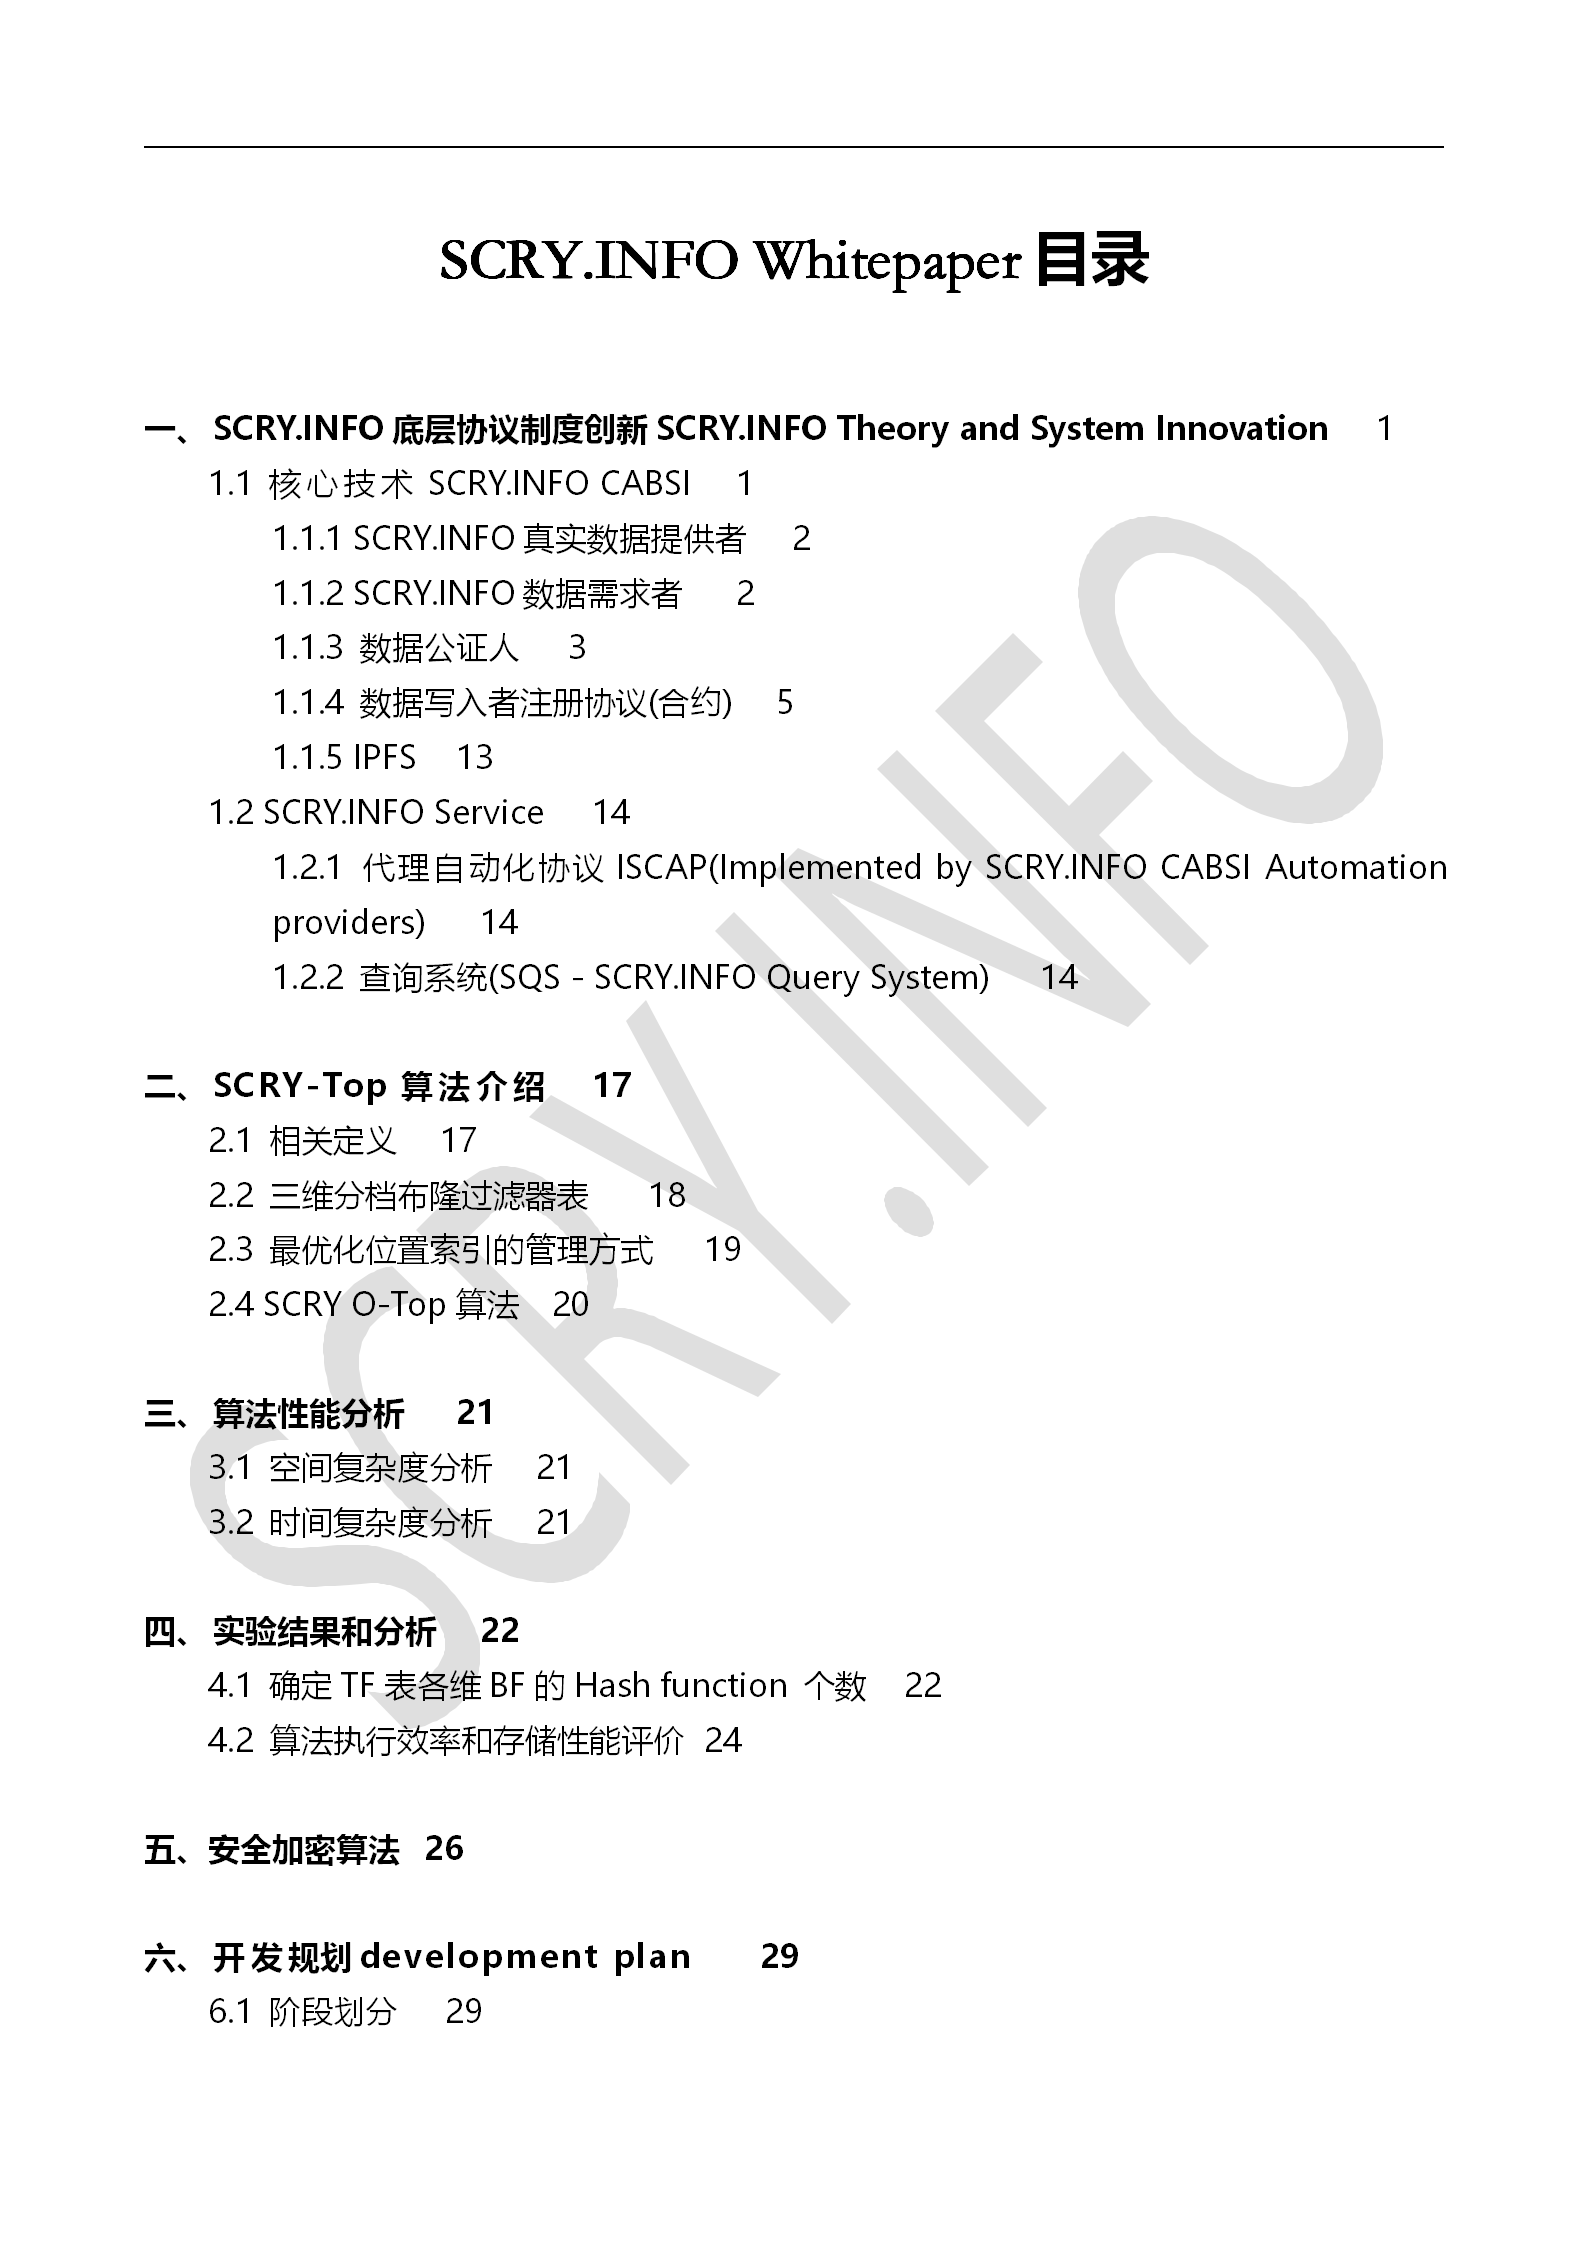 SCRY.INFO Whitepaper 目录
一、 SCRY.INFO 底层协议制度创新 SCRY.INFO Theory and System Innovation 1
1.1 核心技术 SCRY.INFO CABSI 1
1.1.1 SCRY.INFO 真实数据提供者 2
1.1.2 SCRY.INFO 数据需求者 2
1.1.3 数据公证人 3
1.1.4 数据写入者注册协议(合约) 5
1.1.5 IPFS 13
1.2 SCRY.INFO Service 14
1.2.1 代理自动化协议 ISCAP(Implemented by SCRY.INFO CABSI Automation
providers) 14
1.2.2 查询系统(SQS - SCRY.INFO Query System) 14
二、 SCRY-Top 算法介绍 17
2.1 相关定义 17
2.2 三维分档布隆过滤器表 18
2.3 最优化位置索引的管理方式 19
2.4 SCRY O-Top 算法 20
三、 算法性能分析 21
3.1 空间复杂度分析 21
3.2 时间复杂度分析 21
四、 实验结果和分析 22
4.1 确定 TF 表各维 BF 的 Hash function 个数 22
4.2 算法执行效率和存储性能评价 24
五、安全加密算法 26
六、 开发规划 development plan 29
6.1 阶段划分 29
SCRY.INFO